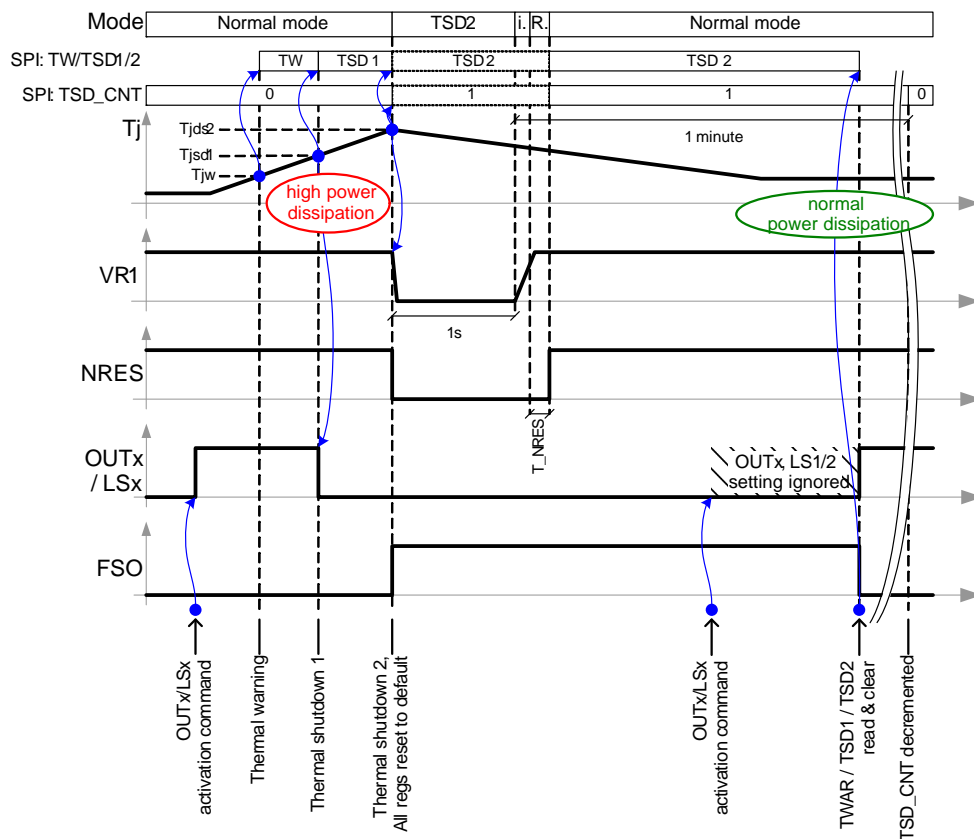 Mode
Normal mode
TSD2
i.
R.
Normal mode
SPI: TW/TSD1/2
TW
TSD 1
TSD 2
TSD 2
SPI: TSD_CNT
0
1
1
0
Tj
Tjds2
Tjsd1
Tjw
1 minute
high power
dissipation
normal
power dissipation
VR1
1s
NRES
T_NRES
OUTx
/ LSx
OUTx, LS1/2
setting ignored
FSO
OUTx/LSx
activation command
Thermal warning
Thermal shutdown 1
Thermal shutdown 2,
All regs reset to default
OUTx/LSx
activation command
TWAR / TSD1 / TSD2
read & clear
TSD_CNT decremented